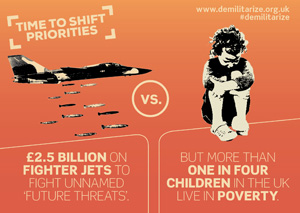 www.demilitarize.org.uk
#demilitarize
TIME TO SHIFT
PRIORITIES
VS.
£2.5 BILLION ON
FIGHTER JETS TO
FIGHT UNNAMED
‘FUTURE THREATS’.
BUT MORE THAN
ONE IN FOUR
CHILDREN IN THE UK
LIVE IN POVERTY.